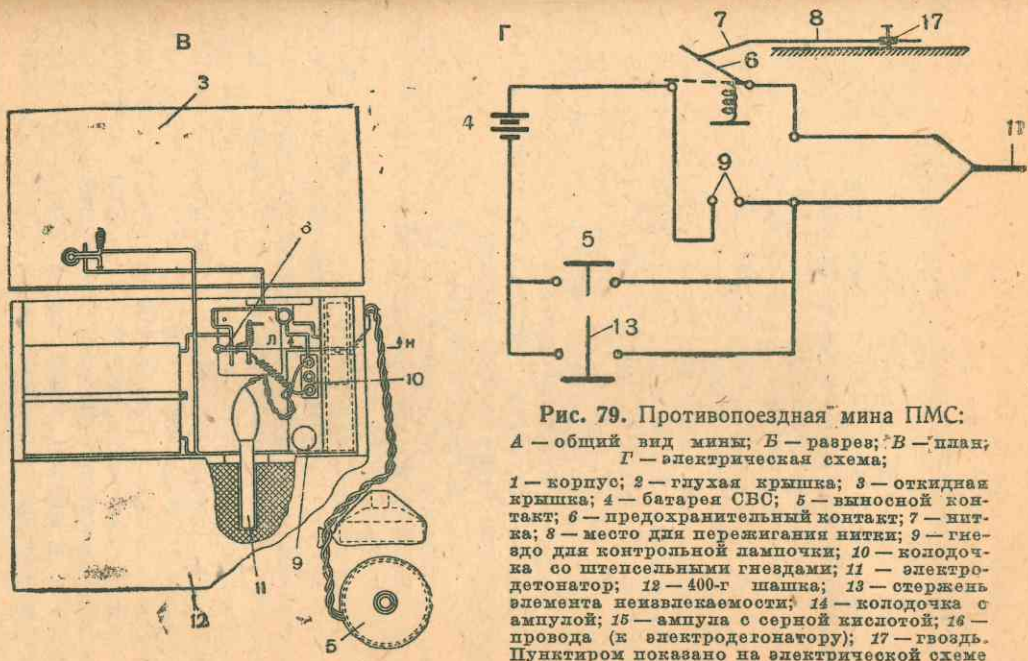 В
Г
3
7
8
17
6
4
11
9
б
5
Л
4
н
10
13
Рис. 79. Противопоездная мина ПМС:
А — общий вид мины; Б — разрез; В — план;
Г — электрическая схема;
1 — корпус; 2 — глухая крышка; 3 — откидная
крышка; 4 — батарея СБС; 5 — выносной кон-
такт; 6 — предохранительный контакт; 7 — нит-
ка; 8 — место для пережигания нитки; 9 — гне-
здо для контрольной лампочки; 10 — колодоч-
ка со штепсельными гнездами; 11 — электро-
детонатор; 12 — 400-г шашка; 13 — стержень
элемента неизвлекаемости; 14 — колодочка с
ампулой; 15 — ампула с серной кислотой; 16 —
провода (к электродетонатору); 17 — гвоздь.
Пунктиром показано на электрической схеме
9
11
12
5